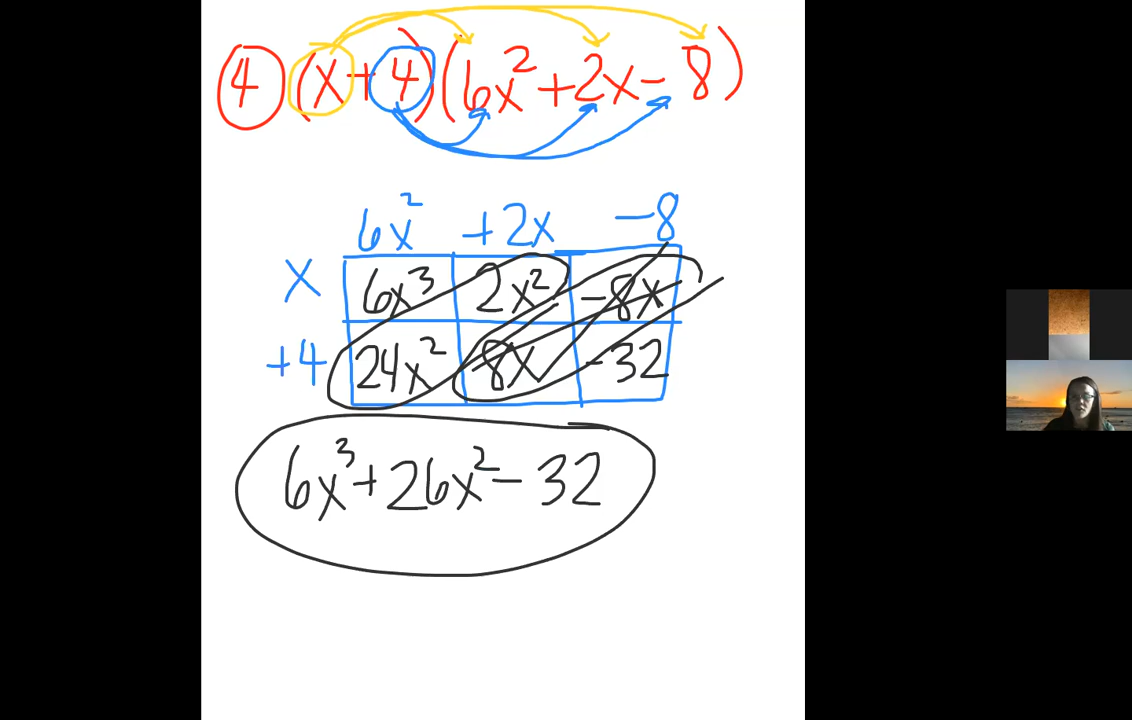 4 (x+4)(6x²+2x-8)
6x² +2x -8
x 6x³ 2x² -8x
+4 24x² 8x -32
6x³+26x²-32